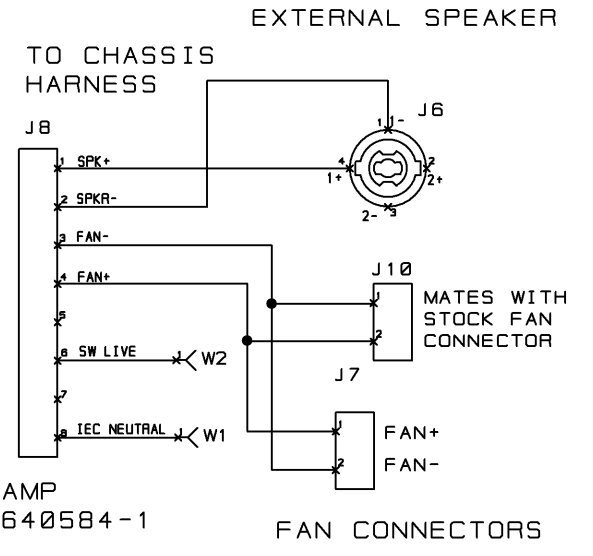 EXTERNAL SPEAKER
TO CHASSIS
HARNESS
J8
J6
1 1-
1 SPK+
4
1+
2
2+
2 SPKR-
2- 3
3 FAN-
4 FAN+
J10
1
MATES WITH
STOCK FAN
CONNECTOR
5
2
6 SW LIVE 1 W2
J7
7
1 FAN+
8 IEC NEUTRAL 1 W1
2 FAN-
AMP
640584-1
FAN CONNECTORS